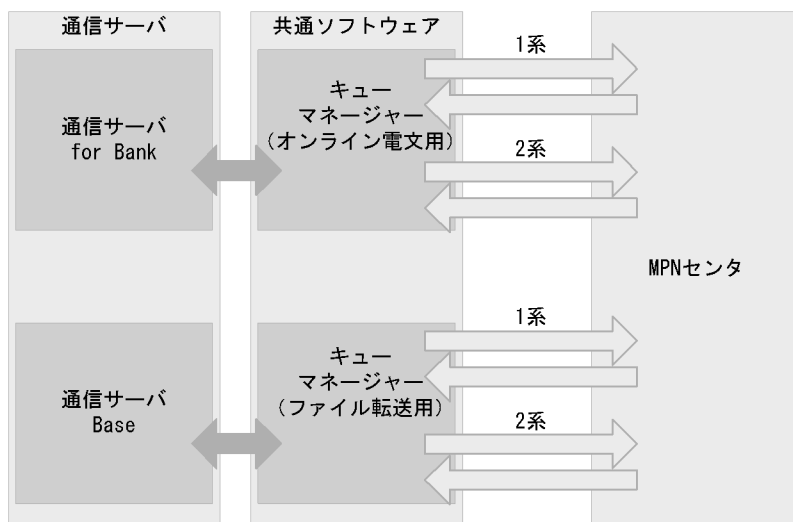 通信サーバ
共通ソフトウェア
通信サーバ
for Bank
キュー
マネージャー
(オンライン電文用)
1系
2系
MPNセンタ
通信サーバ
Base
キュー
マネージャー
(ファイル転送用)
1系
2系